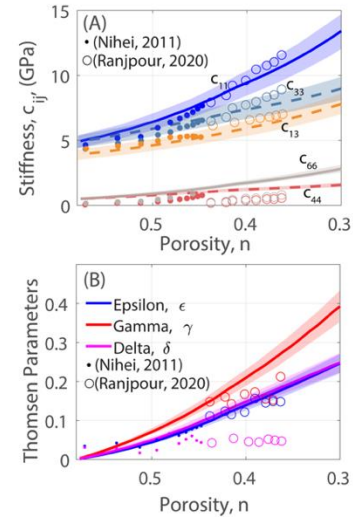 (A)
• (Nihei, 2011)
○ (Ranjpour, 2020)
Stiffness, c_ij, (GPa)
15
10
5
0
c₁₁
c₃₃
c₁₃
c₆₆
c₄₄
0.5 0.4 0.3
Porosity, n
(B)
Thomsen Parameters
0.4
0.3
0.2
0.1
0
Epsilon, ϵ
Gamma, γ
Delta, δ
• (Nihei, 2011)
○ (Ranjpour, 2020)
0.5 0.4 0.3
Porosity, n